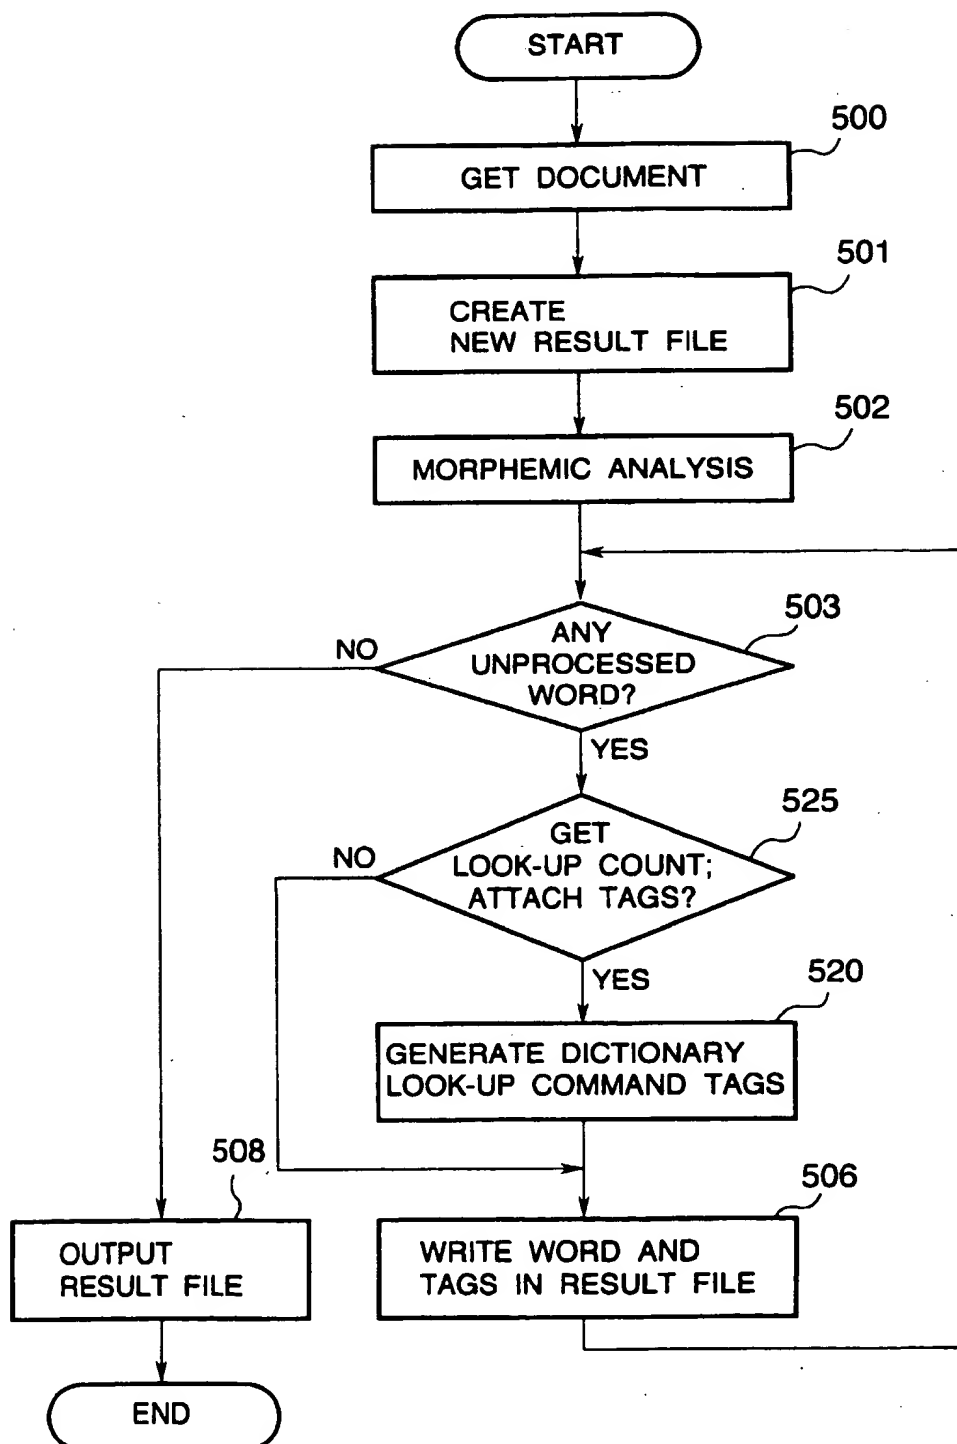 START
500
GET DOCUMENT
501
CREATE
NEW RESULT FILE
502
MORPHEMIC ANALYSIS
503
NO
ANY
UNPROCESSED
WORD?
YES
525
NO
GET
LOOK-UP COUNT;
ATTACH TAGS?
YES
520
GENERATE DICTIONARY
LOOK-UP COMMAND TAGS
508
506
OUTPUT
RESULT FILE
WRITE WORD AND
TAGS IN RESULT FILE
END